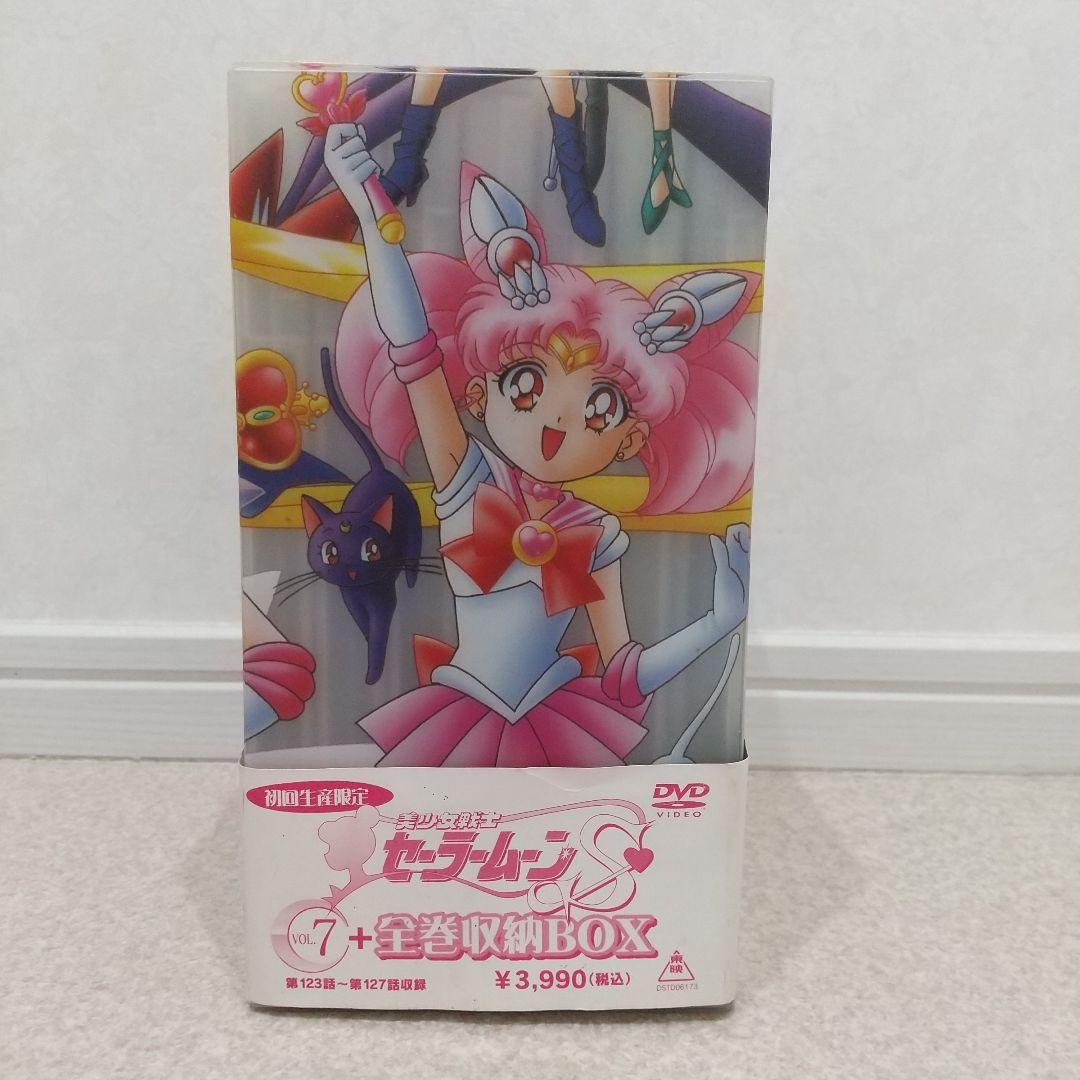 初回生産限定
DVD
VIDEO
美少女戦士
セーラームーンS
VOL.7+全巻収納BOX
第123話~第127話収録
¥3,990(税込)
東映
DSTD06173